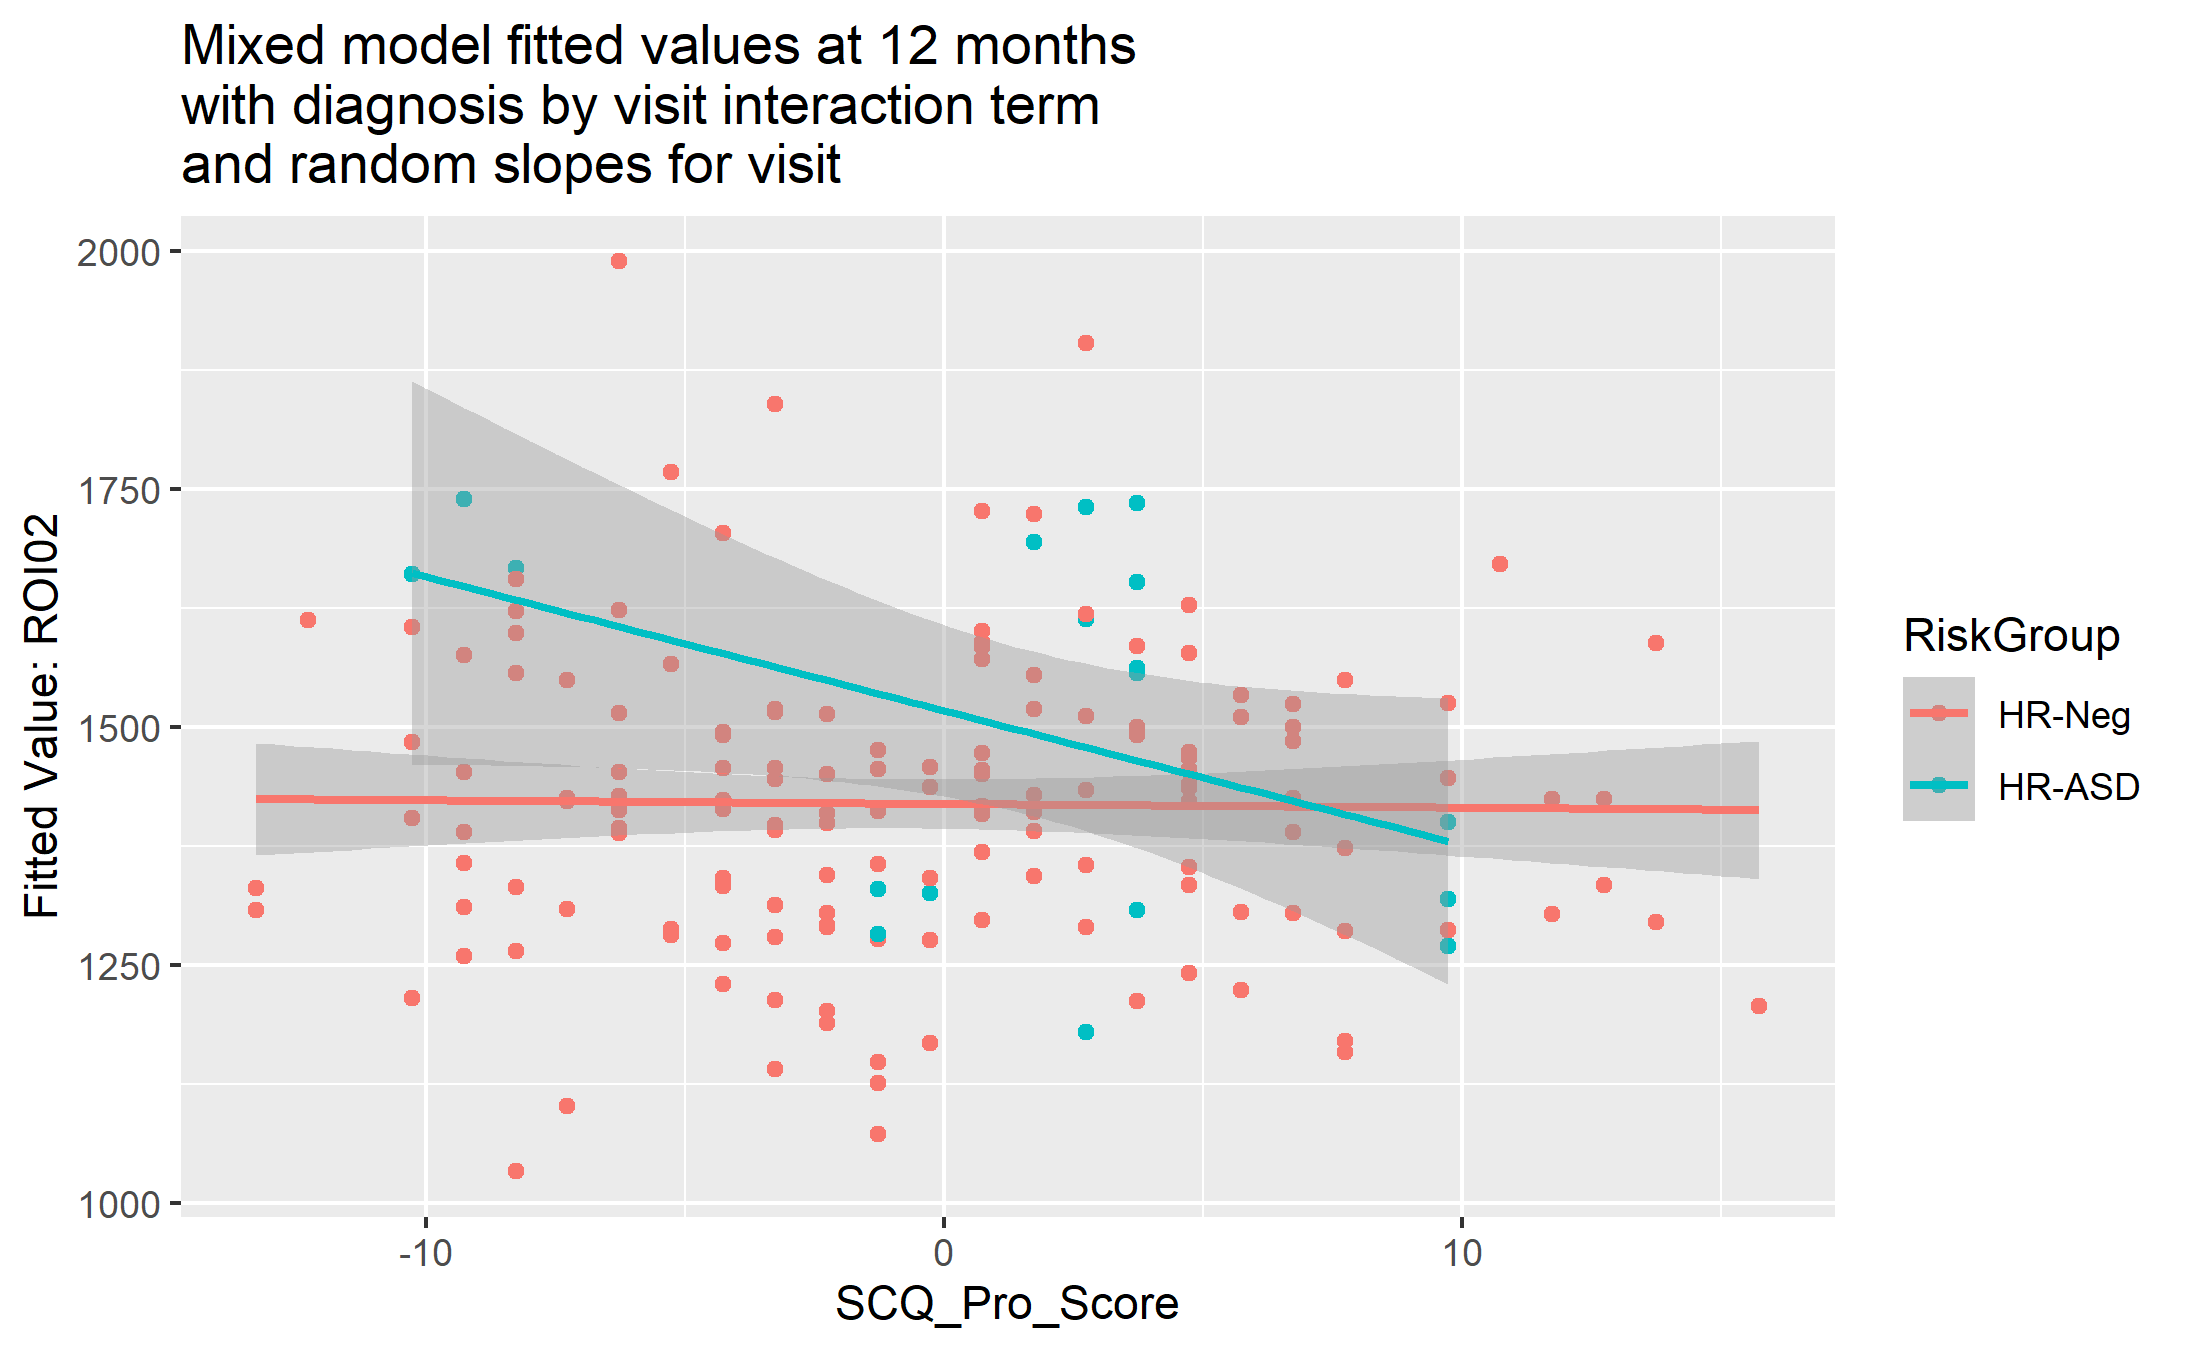 Mixed model fitted values at 12 months
with diagnosis by visit interaction term
and random slopes for visit
2000
1750
1500
1250
1000
Fitted Value: ROI02
-10
0
10
SCQ_Pro_Score
RiskGroup
HR-Neg
HR-ASD